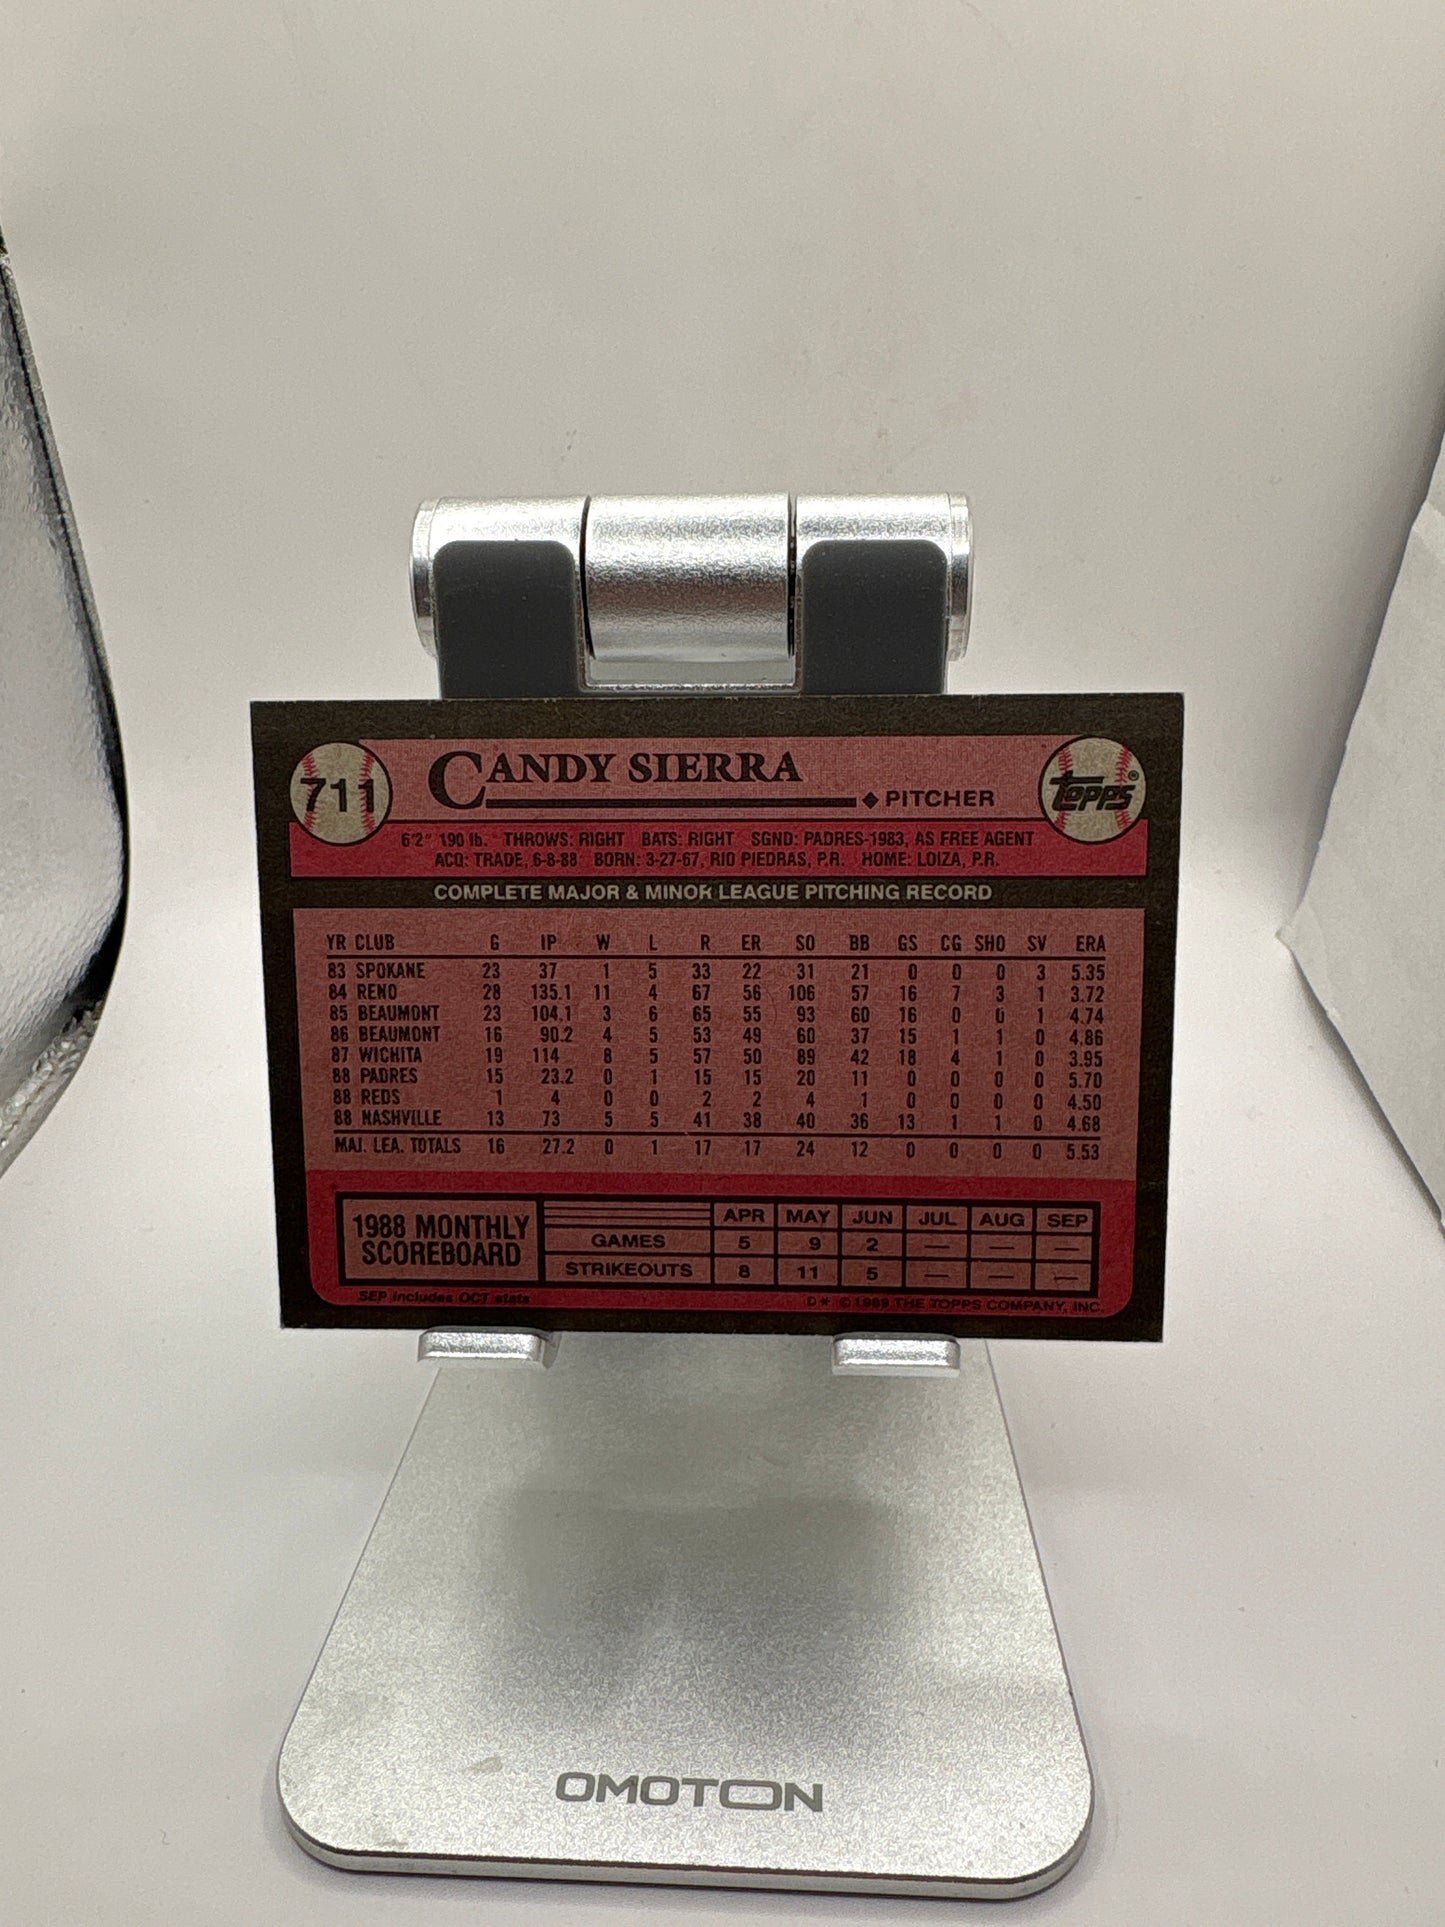 711 CANDY SIERRA Topps®
◆ PITCHER
6'2" 190 lb. THROWS: RIGHT BATS: RIGHT SGND: PADRES-1983, AS FREE AGENT
ACQ: TRADE, 6-8-88 BORN: 3-27-67, RIO PIEDRAS, P.R. HOME: LOIZA, P.R.
COMPLETE MAJOR & MINOR LEAGUE PITCHING RECORD
YR CLUB G IP W L R ER SO BB GS CG SHO SV ERA
83 SPOKANE 23 37 1 5 33 22 31 21 0 0 0 3 5.35
84 RENO 28 135.1 11 4 67 56 106 57 16 7 3 1 3.72
85 BEAUMONT 23 104.1 3 6 65 55 93 60 16 0 0 1 4.74
86 BEAUMONT 16 90.2 4 5 53 49 60 37 15 1 1 0 4.86
87 WICHITA 19 114 8 5 57 50 89 42 18 4 1 0 3.95
88 PADRES 15 23.2 0 1 15 15 20 11 0 0 0 0 5.70
88 REDS 1 4 0 0 2 2 4 1 0 0 0 0 4.50
88 NASHVILLE 13 73 5 5 41 38 40 36 13 1 1 0 4.68
MAJ. LEA. TOTALS 16 27.2 0 1 17 17 24 12 0 0 0 0 5.53
1988 MONTHLY SCOREBOARD
APR MAY JUN JUL AUG SEP
GAMES 5 9 2 — — —
STRIKEOUTS 8 11 5 — — —
SEP includes OCT stats D* © 1989 THE TOPPS COMPANY, INC.
OMOTON